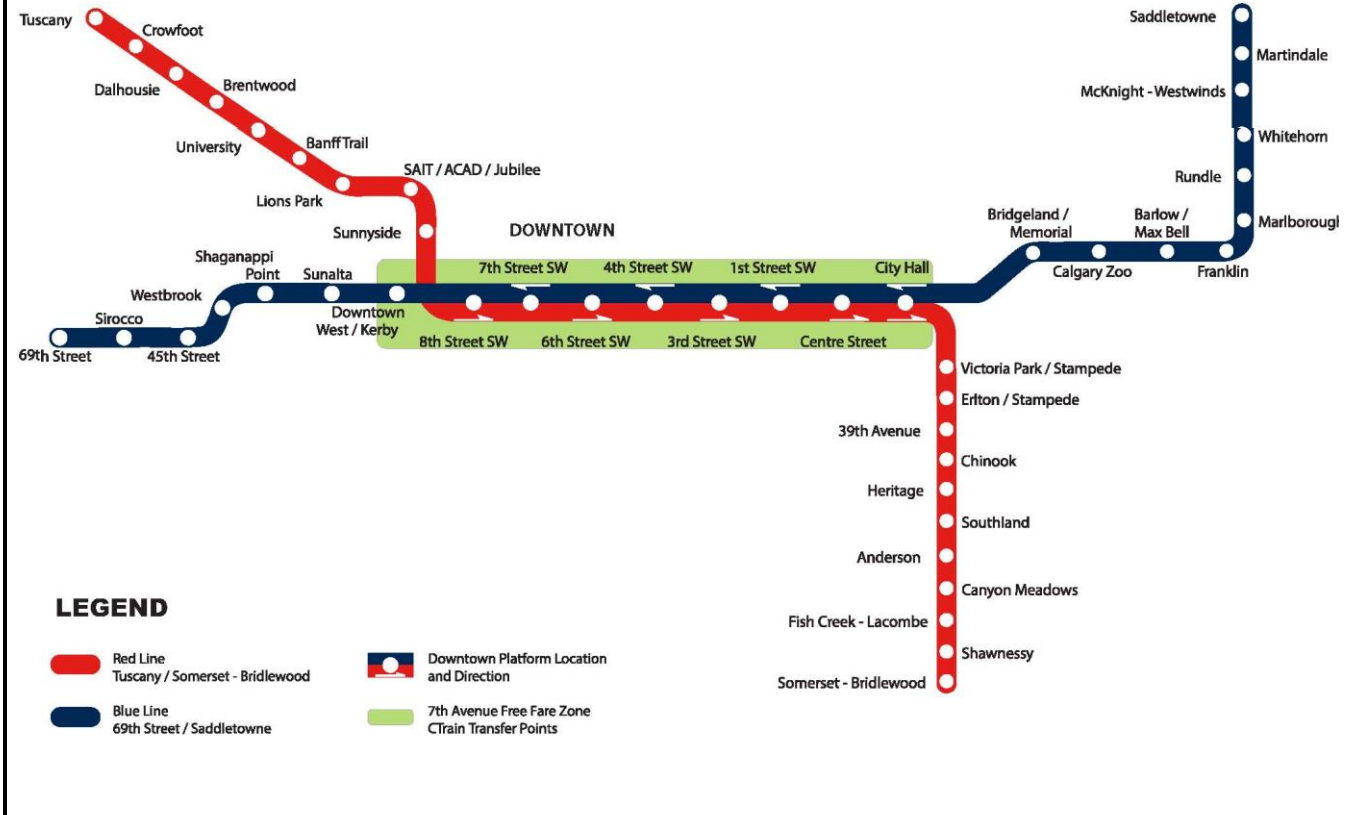 Tuscany
Crowfoot
Dalhousie
Brentwood
University
Banff Trail
Lions Park
SAIT / ACAD / Jubilee
Sunnyside
Saddletowne
Martindale
McKnight - Westwinds
Whitehorn
Rundle
Marlborough
Franklin
Barlow /
Max Bell
Calgary Zoo
Bridgeland /
Memorial
DOWNTOWN
7th Street SW
4th Street SW
1st Street SW
City Hall
8th Street SW
6th Street SW
3rd Street SW
Centre Street
Downtown
West / Kerby
Sunalta
Shaganappi
Point
Westbrook
45th Street
Sirocco
69th Street
Victoria Park / Stampede
Erlton / Stampede
39th Avenue
Chinook
Heritage
Southland
Anderson
Canyon Meadows
Fish Creek - Lacombe
Shawnessy
Somerset - Bridlewood
LEGEND
Red Line
Tuscany / Somerset - Bridlewood
Blue Line
69th Street / Saddletowne
Downtown Platform Location
and Direction
7th Avenue Free Fare Zone
CTrain Transfer Points